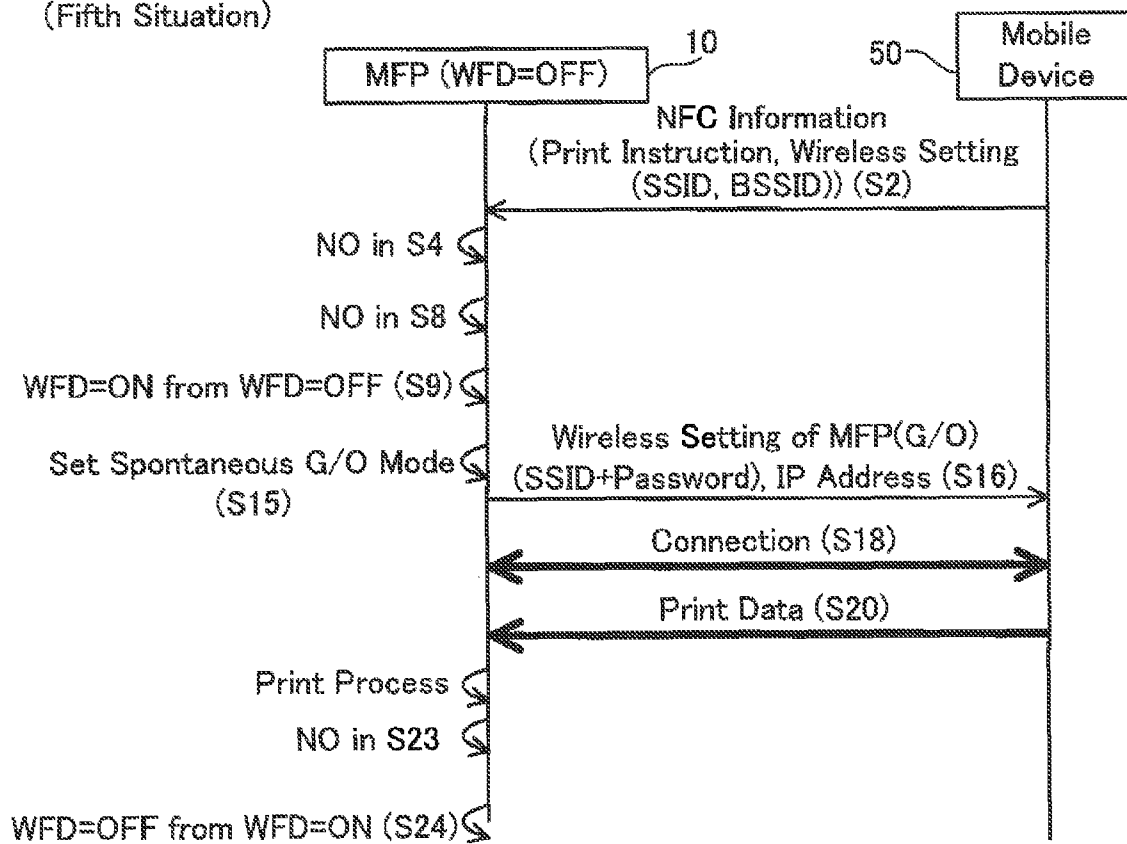 (Fifth Situation)
MFP (WFD=OFF)
10
50
Mobile
Device
NFC Information
(Print Instruction, Wireless Setting
(SSID, BSSID)) (S2)
NO in S4
NO in S8
WFD=ON from WFD=OFF (S9)
Set Spontaneous G/O Mode
(S15)
Wireless Setting of MFP(G/O)
(SSID+Password), IP Address (S16)
Connection (S18)
Print Data (S20)
Print Process
NO in S23
WFD=OFF from WFD=ON (S24)